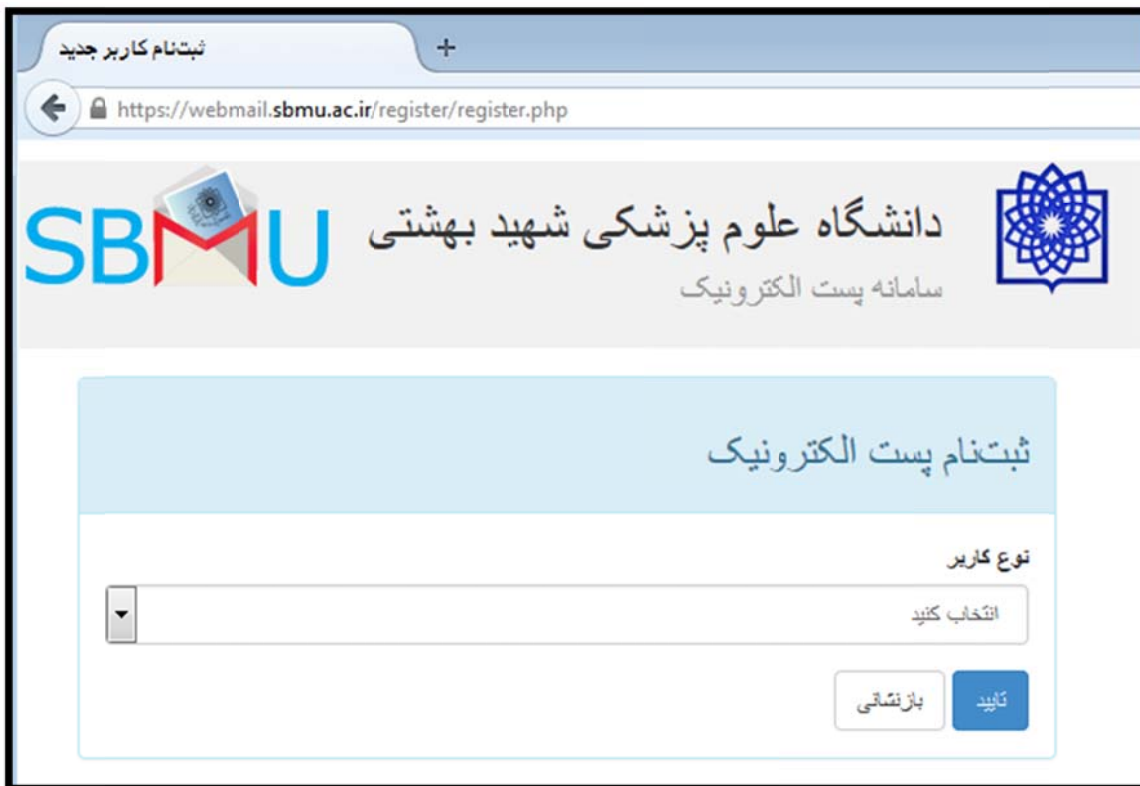 ثبت‌نام کاربر جدید
https://webmail.sbmu.ac.ir/register/register.php
دانشگاه علوم پزشکی شهید بهشتی
سامانه پست الکترونیک
SBMU
ثبت‌نام پست الکترونیک
نوع کاربر
انتخاب کنید
تایید
بازنشانی